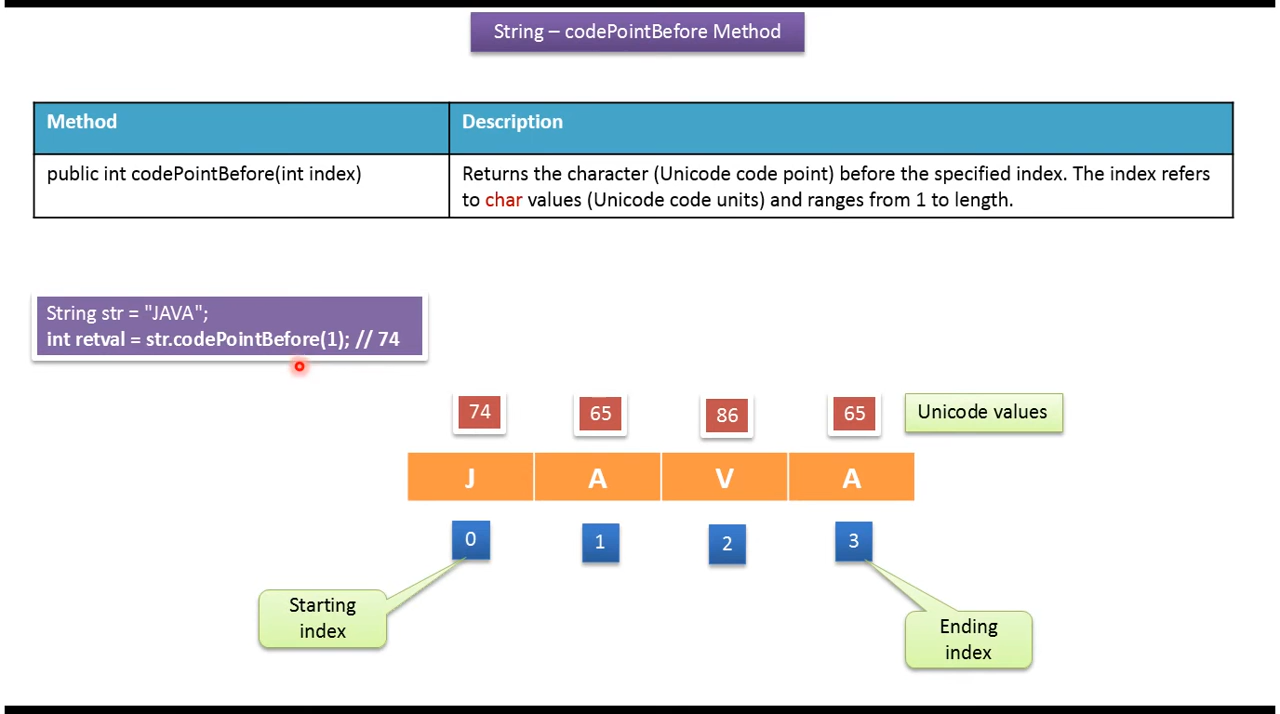 String – codePointBefore Method
Method
Description
public int codePointBefore(int index)
Returns the character (Unicode code point) before the specified index. The index refers
to char values (Unicode code units) and ranges from 1 to length.
String str = "JAVA";
int retval = str.codePointBefore(1); // 74
74
65
86
65
Unicode values
J
A
V
A
0
1
2
3
Starting
index
Ending
index